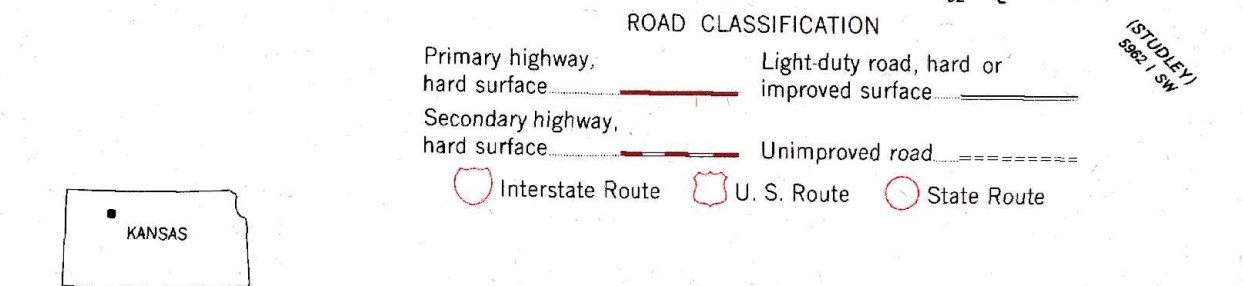 ROAD CLASSIFICATION
Primary highway,
hard surface
Light-duty road, hard or
improved surface
Secondary highway,
hard surface
Unimproved road
Interstate Route
U. S. Route
State Route
(STUDLEY)
5962 I SW
KANSAS